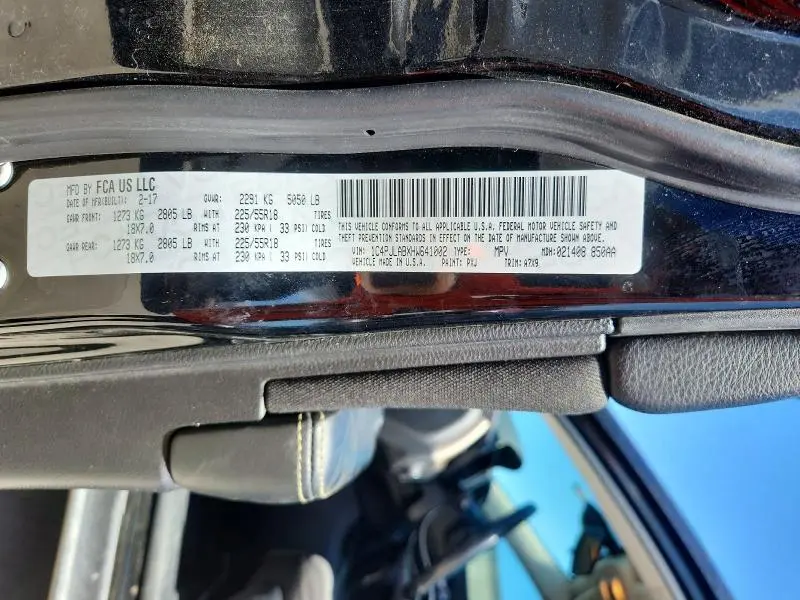 MFD BY FCA US LLC
DATE OF MFR(BUILT): 2-17 GVWR: 2291 KG 5050 LB
GAWR FRONT: 1273 KG 2805 LB WITH 225/55R18 TIRES
18X7.0 RIMS AT 230 KPA( 33 PSI) COLD
GAWR REAR: 1273 KG 2805 LB WITH 225/55R18 TIRES
18X7.0 RIMS AT 230 KPA( 33 PSI) COLD
THIS VEHICLE CONFORMS TO ALL APPLICABLE U.S.A. FEDERAL MOTOR VEHICLE SAFETY AND
THEFT PREVENTION STANDARDS IN EFFECT ON THE DATE OF MANUFACTURE SHOWN ABOVE.
VIN: 1C4PJLABXHW641002 TYPE: MPV MDH:021408 850AA
VEHICLE MADE IN U.S.A. PAINT: PXJ TRIM: A7X9